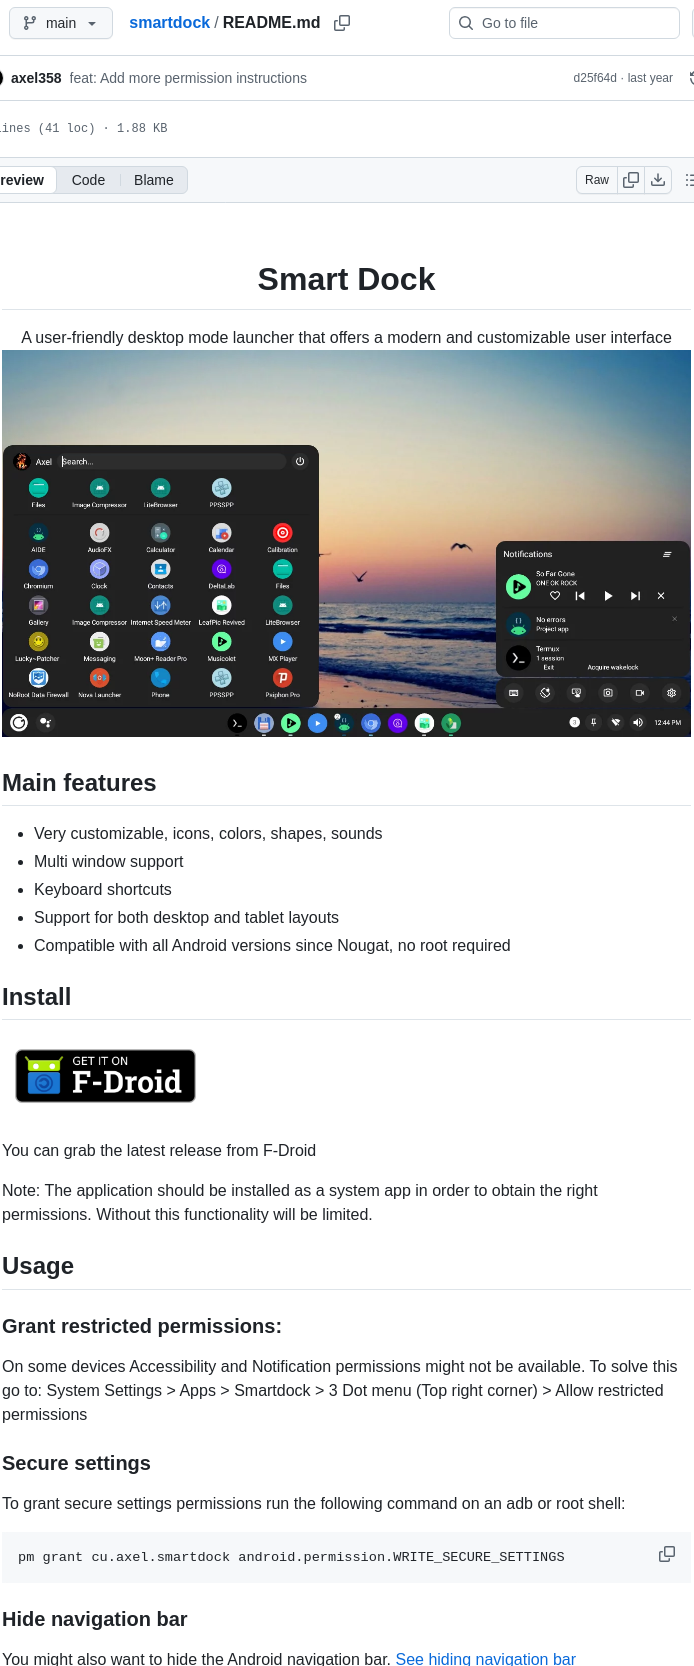 main
smartdock / README.md
Go to file
axel358 feat: Add more permission instructions
d25f64d · last year
ines (41 loc) · 1.88 KB
review
Code
Blame
Raw
Smart Dock
A user-friendly desktop mode launcher that offers a modern and customizable user interface
Axel
Search...
Files
Image Compressor
LiteBrowser
PPSSPP
AIDE
AudioFX
Calculator
Calendar
Calibration
Chromium
Clock
Contacts
DeltaLab
Files
Gallery
Image Compressor
Internet Speed Meter
LeafPic Revived
LiteBrowser
Lucky~Patcher
Messaging
Moon+ Reader Pro
Musicolet
MX Player
NoRoot Data Firewall
Nova Launcher
Phone
PPSSPP
Psiphon Pro
Notifications
So Far Gone
ONE OK ROCK
No errors
Project app
Termux
1 session
Exit
Acquire wakelock
12:44 PM
Main features
Very customizable, icons, colors, shapes, sounds
Multi window support
Keyboard shortcuts
Support for both desktop and tablet layouts
Compatible with all Android versions since Nougat, no root required
Install
GET IT ON
F-Droid
You can grab the latest release from F-Droid
Note: The application should be installed as a system app in order to obtain the right
permissions. Without this functionality will be limited.
Usage
Grant restricted permissions:
On some devices Accessibility and Notification permissions might not be available. To solve this
go to: System Settings > Apps > Smartdock > 3 Dot menu (Top right corner) > Allow restricted
permissions
Secure settings
To grant secure settings permissions run the following command on an adb or root shell:
pm grant cu.axel.smartdock android.permission.WRITE_SECURE_SETTINGS
Hide navigation bar
You might also want to hide the Android navigation bar. See hiding navigation bar